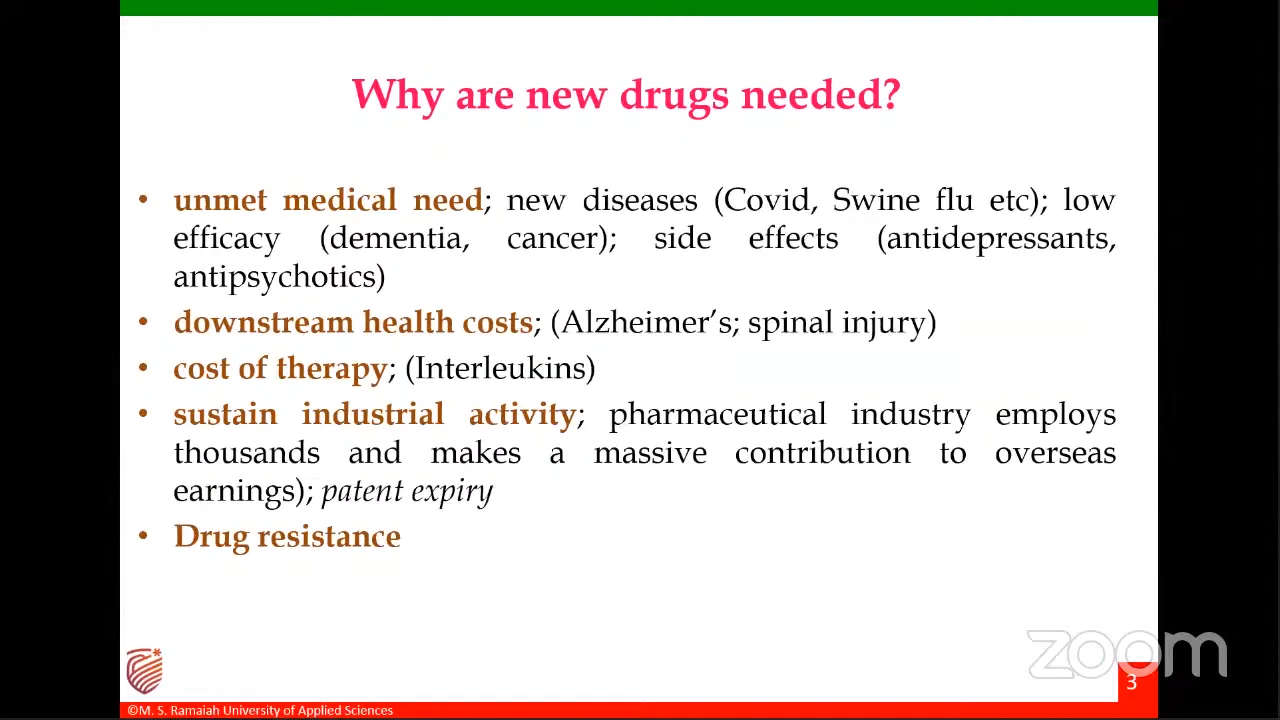 Why are new drugs needed?
• unmet medical need; new diseases (Covid, Swine flu etc); low
efficacy (dementia, cancer); side effects (antidepressants,
antipsychotics)
• downstream health costs; (Alzheimer's; spinal injury)
• cost of therapy; (Interleukins)
• sustain industrial activity; pharmaceutical industry employs
thousands and makes a massive contribution to overseas
earnings); patent expiry
• Drug resistance
zoom
3
©M. S. Ramaiah University of Applied Sciences